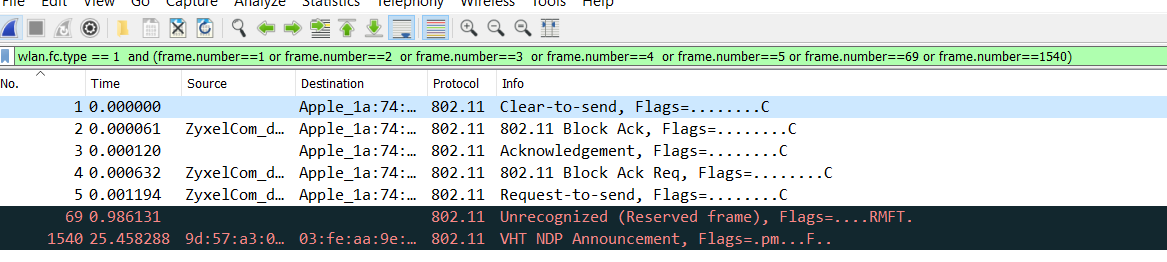 File Edit View Go Capture Analyze Statistics Telephony Wireless Tools Help
wlan.fc.type == 1 and (frame.number==1 or frame.number==2 or frame.number==3 or frame.number==4 or frame.number==5 or frame.number==69 or frame.number==1540)
No. Time Source Destination Protocol Info
1 0.000000 Apple_1a:74:… 802.11 Clear-to-send, Flags=........C
2 0.000061 ZyxelCom_d… Apple_1a:74:… 802.11 802.11 Block Ack, Flags=........C
3 0.000120 Apple_1a:74:… 802.11 Acknowledgement, Flags=........C
4 0.000632 ZyxelCom_d… Apple_1a:74:… 802.11 802.11 Block Ack Req, Flags=........C
5 0.001194 ZyxelCom_d… Apple_1a:74:… 802.11 Request-to-send, Flags=........C
69 0.986131 802.11 Unrecognized (Reserved frame), Flags=....RMFT.
1540 25.458288 9d:57:a3:0… 03:fe:aa:9e:… 802.11 VHT NDP Announcement, Flags=.pm...F..